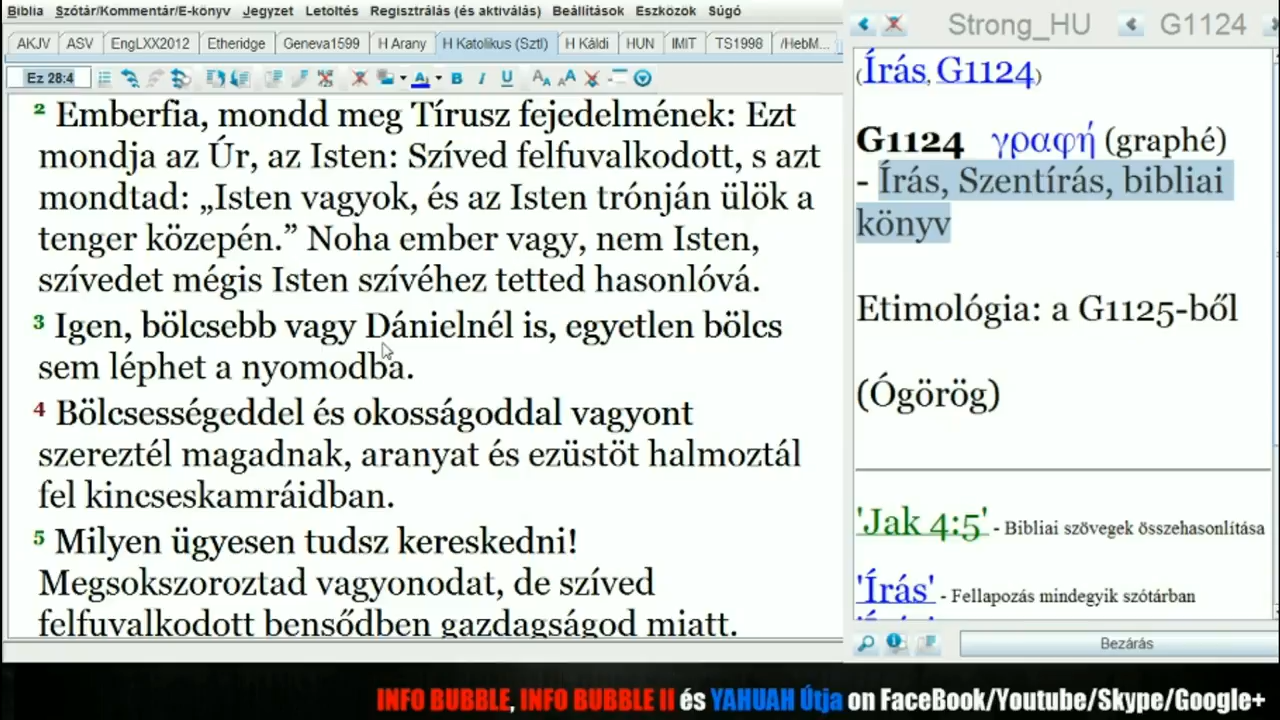 Biblia Szótár/Kommentár/E-könyv Jegyzet Letoltés Regisztrálás (és aktiválás) Beállítások Eszközök Súgó
AKJV ASV EngLXX2012 Etheridge Geneva1599 H Arany H Katolikus (SztI) H Káldi HUN IMIT TS1998 /HebM...
Ez 28:4
2 Emberfia, mondd meg Tírusz fejedelmének: Ezt
mondja az Úr, az Isten: Szíved felfuvalkodott, s azt
mondtad: „Isten vagyok, és az Isten trónján ülök a
tenger közepén.” Noha ember vagy, nem Isten,
szívedet mégis Isten szívéhez tetted hasonlóvá.
3 Igen, bölcsebb vagy Dánielnél is, egyetlen bölcs
sem léphet a nyomodba.
4 Bölcsességeddel és okosságoddal vagyont
szereztél magadnak, aranyat és ezüstöt halmoztál
fel kincseskamráidban.
5 Milyen ügyesen tudsz kereskedni!
Megsokszoroztad vagyonodat, de szíved
felfuvalkodott bensődben gazdagságod miatt.
Strong_HU G1124
(Írás, G1124)
G1124 γραφή (graphé)
- Írás, Szentírás, bibliai
könyv
Etimológia: a G1125-ből
(Ógörög)
'Jak 4:5' - Bibliai szövegek összehasonlítása
'Írás' - Fellapozás mindegyik szótárban
Bezárás
INFO BUBBLE, INFO BUBBLE II és YAHUAH Útja on FaceBook/Youtube/Skype/Google+